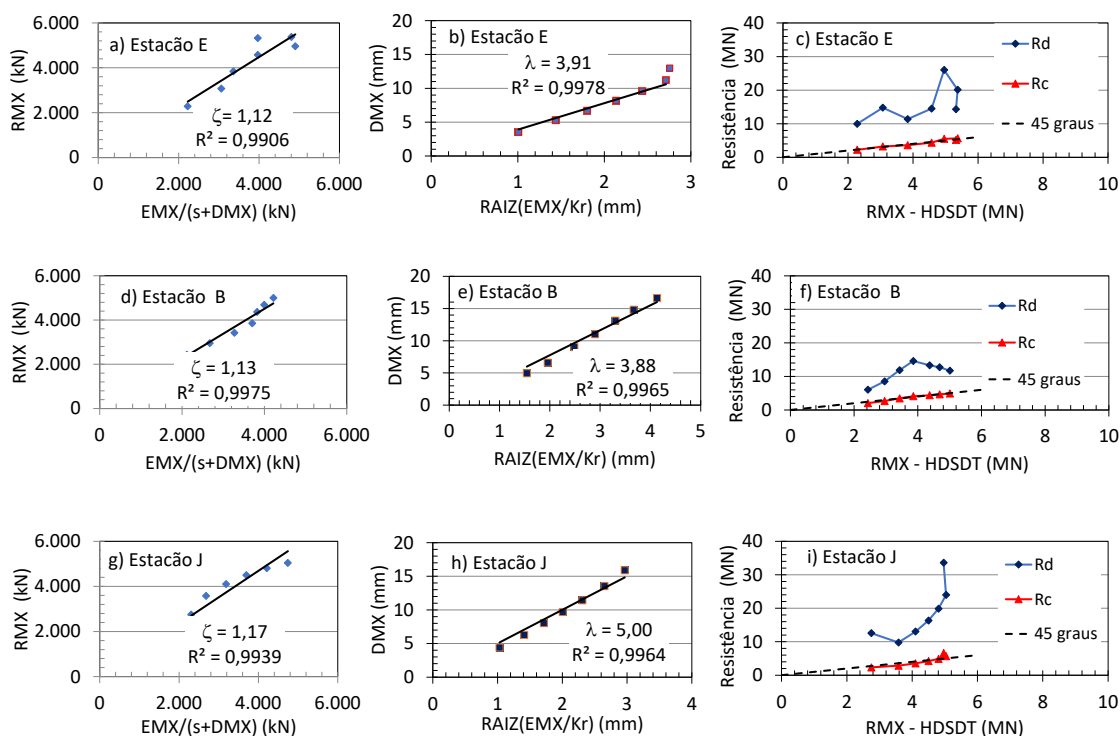 a) Estacão E
RMX (kN)
6.000
4.000
2.000
0
ζ= 1,12
R² = 0,9906
0 2.000 4.000 6.000
EMX/(s+DMX) (kN)
b) Estacão E
DMX (mm)
20
15
10
5
0
λ = 3,91
R² = 0,9978
0 1 2 3
RAIZ(EMX/Kr) (mm)
c) Estacão E
Resistência (MN)
40
30
20
10
0
Rd
Rc
45 graus
0 2 4 6 8 10
RMX - HDSDT (MN)
d) Estacão B
RMX (kN)
6.000
4.000
2.000
0
ζ = 1,13
R² = 0,9975
0 2.000 4.000 6.000
EMX/(s+DMX) (kN)
e) Estacão B
DMX (mm)
20
15
10
5
0
λ = 3,88
R² = 0,9965
0 1 2 3 4 5
RAIZ(EMX/Kr) (mm)
f) Estacão B
Resistência (MN)
40
30
20
10
0
Rd
Rc
45 graus
0 2 4 6 8 10
RMX - HDSDT (MN)
g) Estacão J
RMX (kN)
6.000
4.000
2.000
0
ζ = 1,17
R² = 0,9939
0 2.000 4.000 6.000
EMX/(s+DMX) (kN)
h) Estacão J
DMX (mm)
20
15
10
5
0
λ = 5,00
R² = 0,9964
0 1 2 3 4
RAIZ(EMX/Kr) (mm)
i) Estacão J
Resistência (MN)
40
30
20
10
0
Rd
Rc
45 graus
0 2 4 6 8 10
RMX - HDSDT (MN)